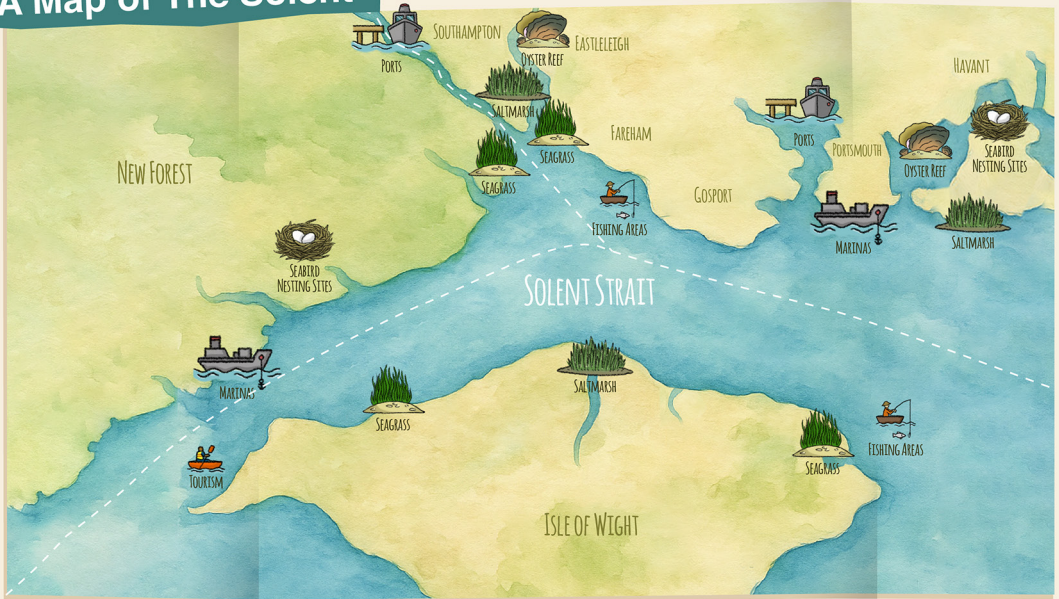 A Map of The Solent
Southampton
Oyster Reef
Eastleigh
Ports
Saltmarsh
Havant
Ports
Fareham
Seagrass
Seagrass
Portsmouth
Oyster Reef
Seabird
Nesting Sites
New Forest
Gosport
Fishing Areas
Marinas
Saltmarsh
Seabird
Nesting Sites
Solent Strait
Marinas
Saltmarsh
Seagrass
Fishing Areas
Seagrass
Tourism
Isle of Wight